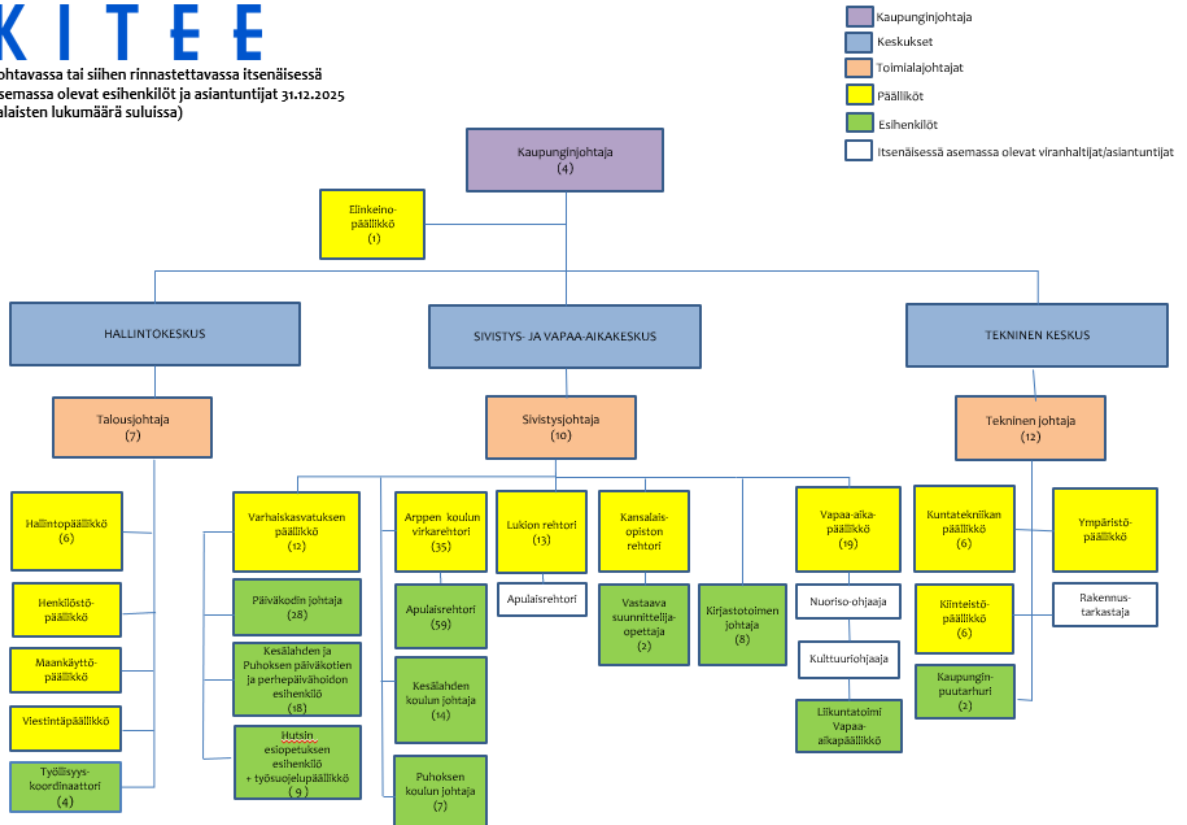 KITEE
ohtavassa tai siihen rinnastettavassa itsenäisessä
semassa olevat esihenkilöt ja asiantuntijat 31.12.2025
alaisten lukumäärä suluissa)
Kaupunginjohtaja
Keskukset
Toimialajohtajat
Päälliköt
Esihenkilöt
Itsenäisessä asemassa olevat viranhaltijat/asiantuntijat
Kaupunginjohtaja
(4)
Elinkeino-
päällikkö
(1)
HALLINTOKESKUS
SIVISTYS- JA VAPAA-AIKAKESKUS
TEKNINEN KESKUS
Talousjohtaja
(7)
Sivistysjohtaja
(10)
Tekninen johtaja
(12)
Hallintopäällikkö
(6)
Henkilöstö-
päällikkö
Maankäyttö-
päällikkö
Viestintäpäällikkö
Työllisyys-
koordinaattori
(4)
Varhaiskasvatuksen
päällikkö
(12)
Päiväkodin johtaja
(28)
Kesälahden ja
Puhoksen päiväkotien
ja perhepäivähoidon
esihenkilö
(18)
Hutsin
esiopetuksen
esihenkilö
+ työsuojelupäällikkö
( 9 )
Arppen koulun
virkarehtori
(35)
Apulaisrehtori
(59)
Kesälahden
koulun johtaja
(14)
Puhoksen
koulun johtaja
(7)
Lukion rehtori
(13)
Apulaisrehtori
Kansalais-
opiston
rehtori
Vastaava
suunnittelija-
opettaja
(2)
Kirjastotoimen
johtaja
(8)
Vapaa-aika-
päällikkö
(19)
Nuoriso-ohjaaja
Kulttuuriohjaaja
Liikuntatoimi
Vapaa-
aikapäällikkö
Kuntatekniikan
päällikkö
(6)
Kiinteistö-
päällikkö
(6)
Kaupungin-
puutarhuri
(2)
Ympäristö-
päällikkö
Rakennus-
tarkastaja